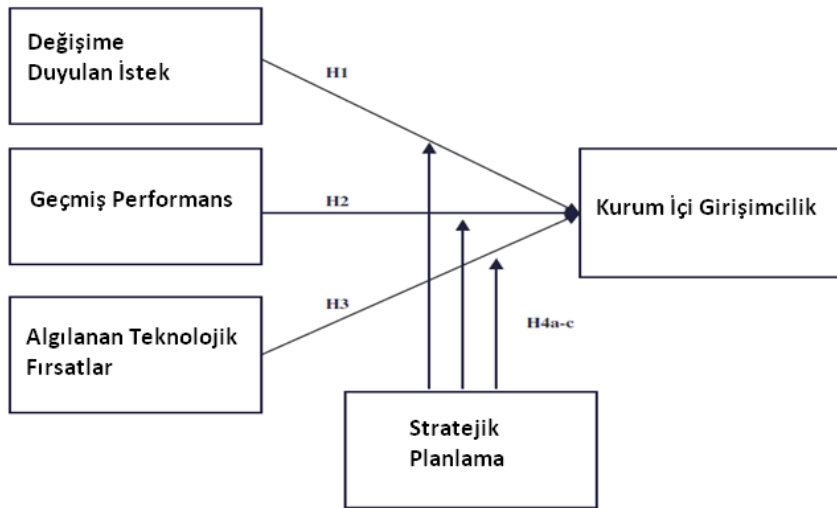 Değişime
Duyulan İstek
H1
Geçmiş Performans
H2
Kurum İçi Girişimcilik
Algılanan Teknolojik
Fırsatlar
H3
H4a-c
Stratejik
Planlama